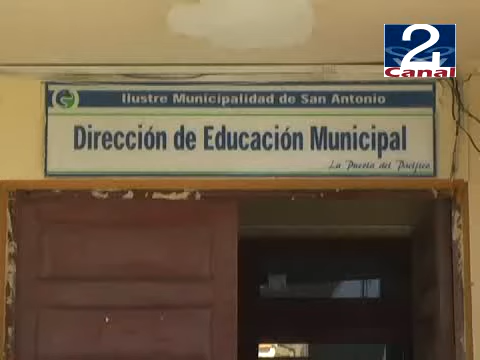 2
Canal
Ilustre Municipalidad de San Antonio
Dirección de Educación Municipal
La Puerta del Pacífico